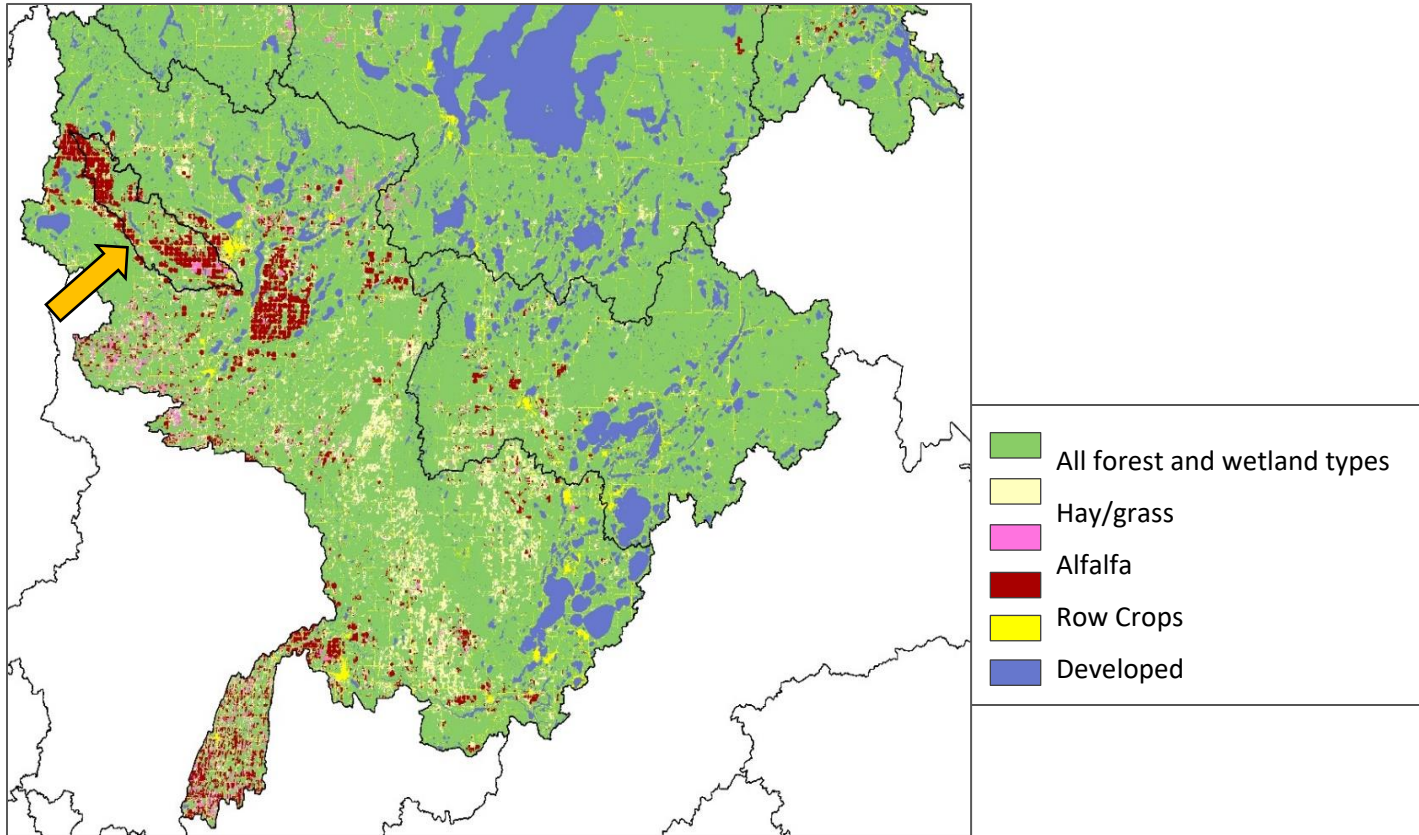 All forest and wetland types
Hay/grass
Alfalfa
Row Crops
Developed